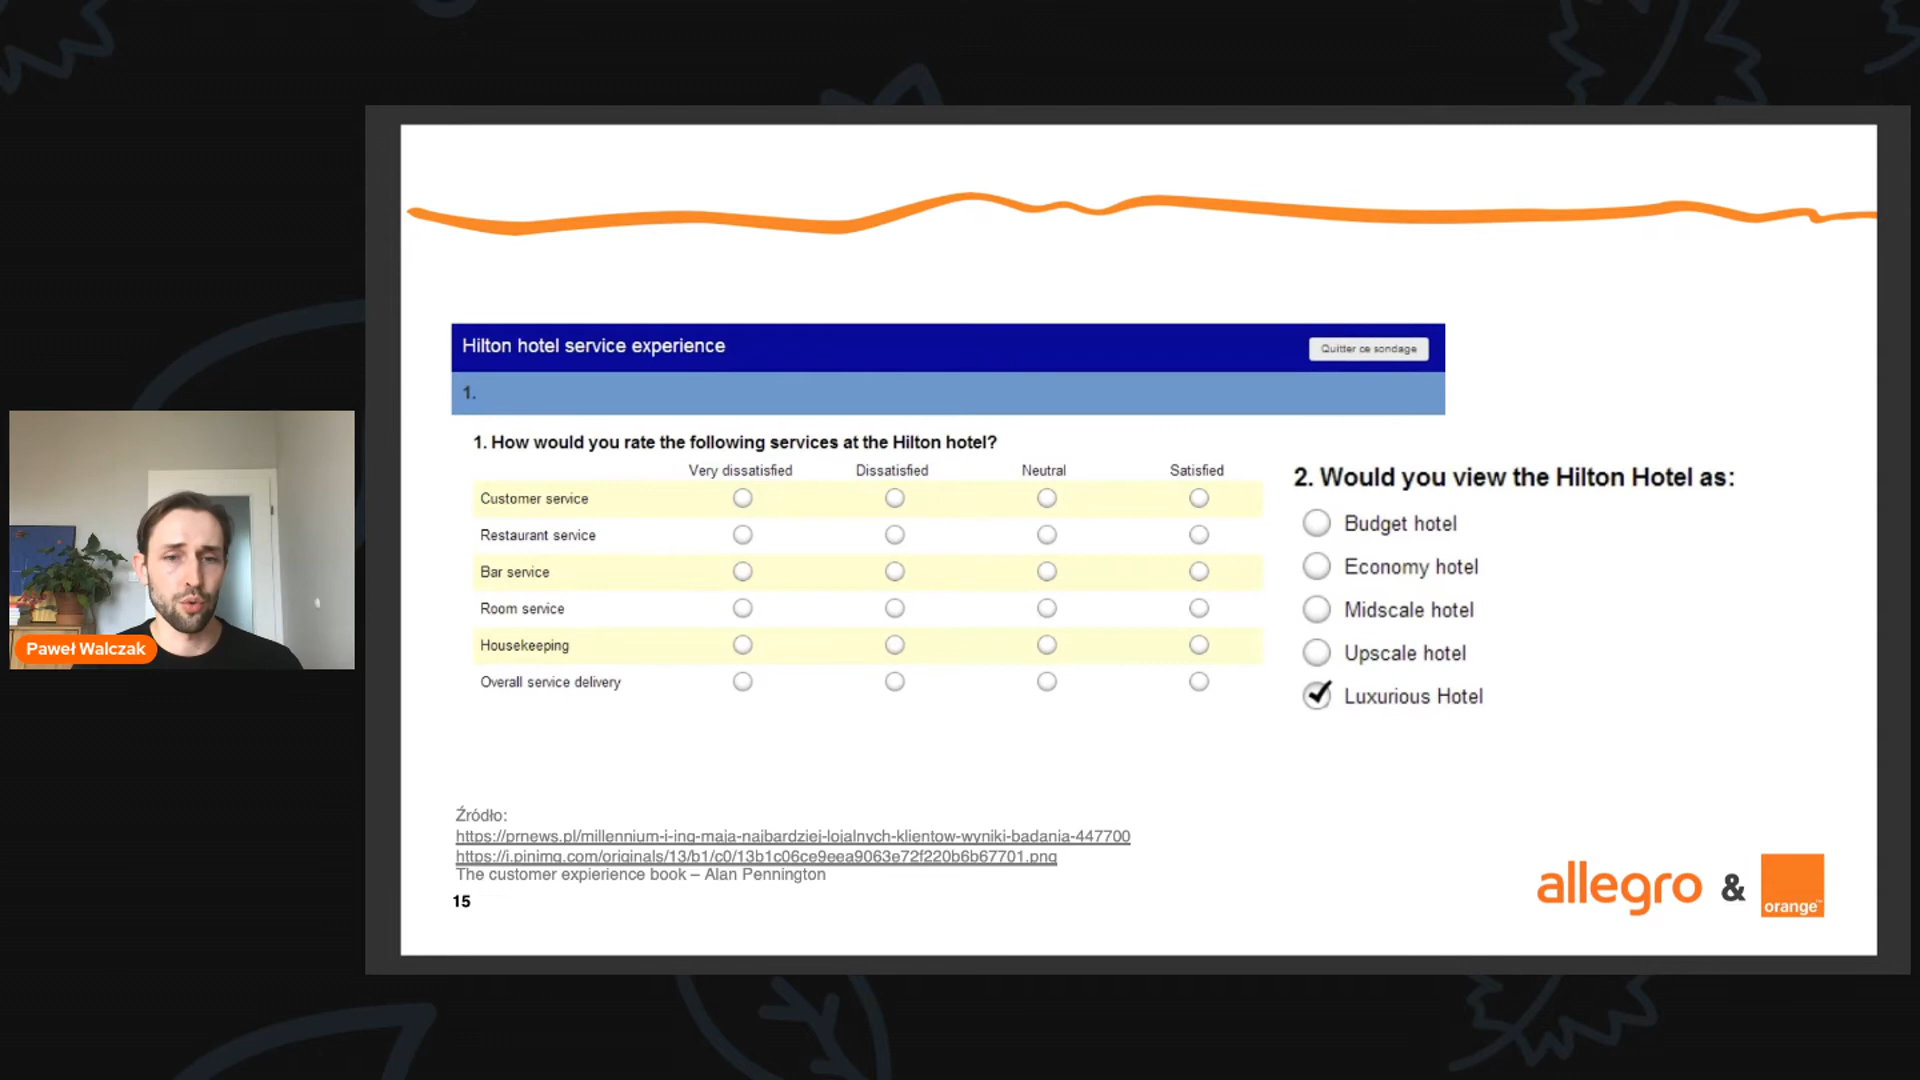 Hilton hotel service experience
Quitter ce sondage
1.
1. How would you rate the following services at the Hilton hotel?
Very dissatisfied Dissatisfied Neutral Satisfied
Customer service
Restaurant service
Bar service
Room service
Housekeeping
Overall service delivery
2. Would you view the Hilton Hotel as:
Budget hotel
Economy hotel
Midscale hotel
Upscale hotel
Luxurious Hotel
Paweł Walczak
Źródło:
https://prnews.pl/millennium-i-ing-maja-najbardziej-lojalnych-klientow-wyniki-badania-447700
https://i.pinimg.com/originals/13/b1/c0/13b1c06ce9eea9063e72f220b6b67701.png
The customer expierience book – Alan Pennington
15
allegro & orange™